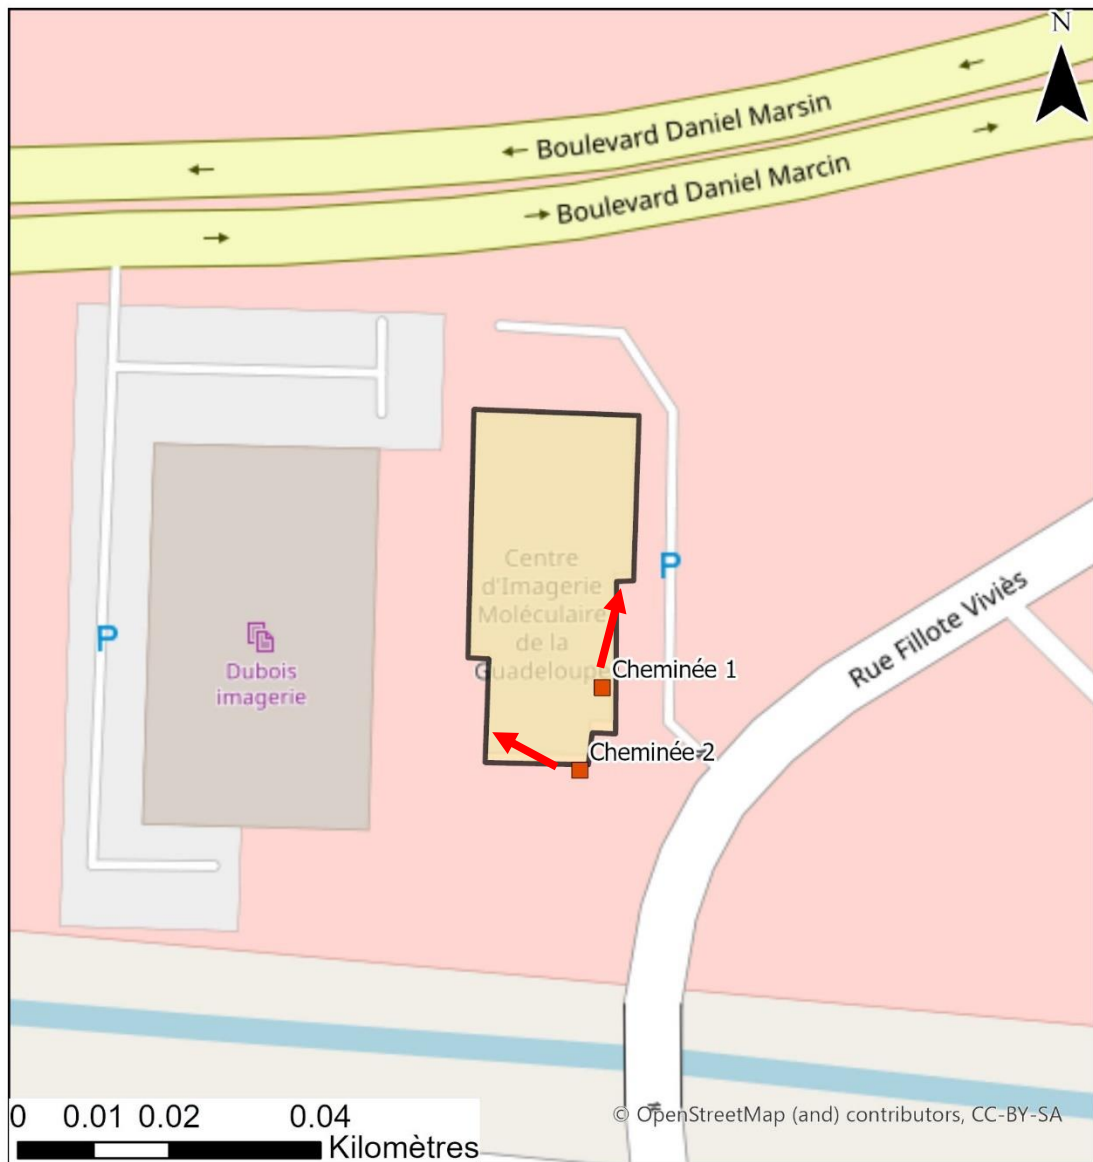 N
Boulevard Daniel Marsin
Boulevard Daniel Marcin
Centre
d'Imagerie
Moléculaire
de la
Guadeloupe
P
Rue Fillote Viviès
P
Dubois
imagerie
Cheminée 1
Cheminée 2
0 0.01 0.02 0.04
Kilomètres
© OpenStreetMap (and) contributors, CC-BY-SA